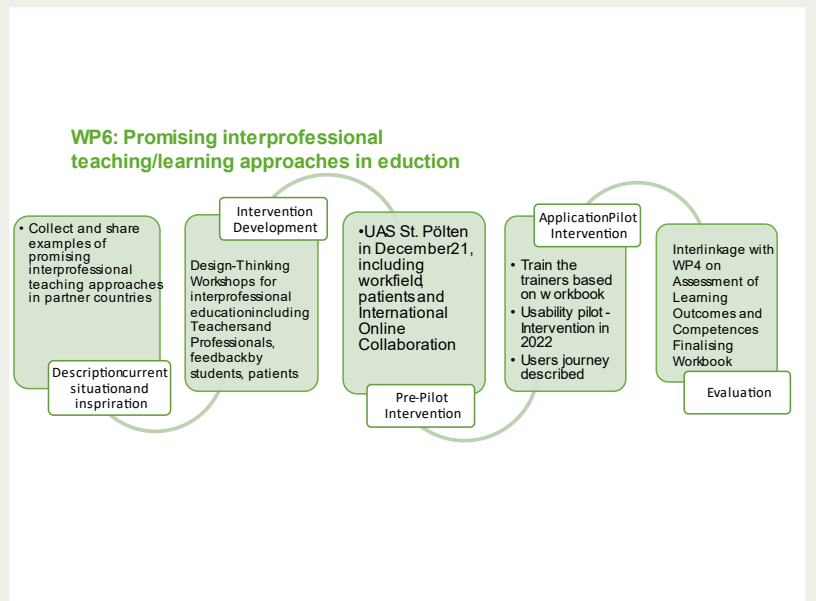 WP6: Promising interprofessional
teaching/learning approaches in eduction
• Collect and share
examples of
promising
interprofessional
teaching approaches
in partner countries
Descriptioncurrent
situationand
inspriration
Intervention
Development
Design-Thinking
Workshops for
interprofessional
educationincluding
Teachersand
Professionals,
feedbackby
students, patients
•UAS St. Pölten
in December21,
including
workfield,
patientsand
International
Online
Collaboration
Pre-Pilot
Intervention
ApplicationPilot
Intervention
• Train the
trainers based
on workbook
• Usability pilot -
Intervention in
2022
• Users journey
described
Interlinkage with
WP4 on
Assessment of
Learning
Outcomes and
Competences
Finalising
Workbook
Evaluation